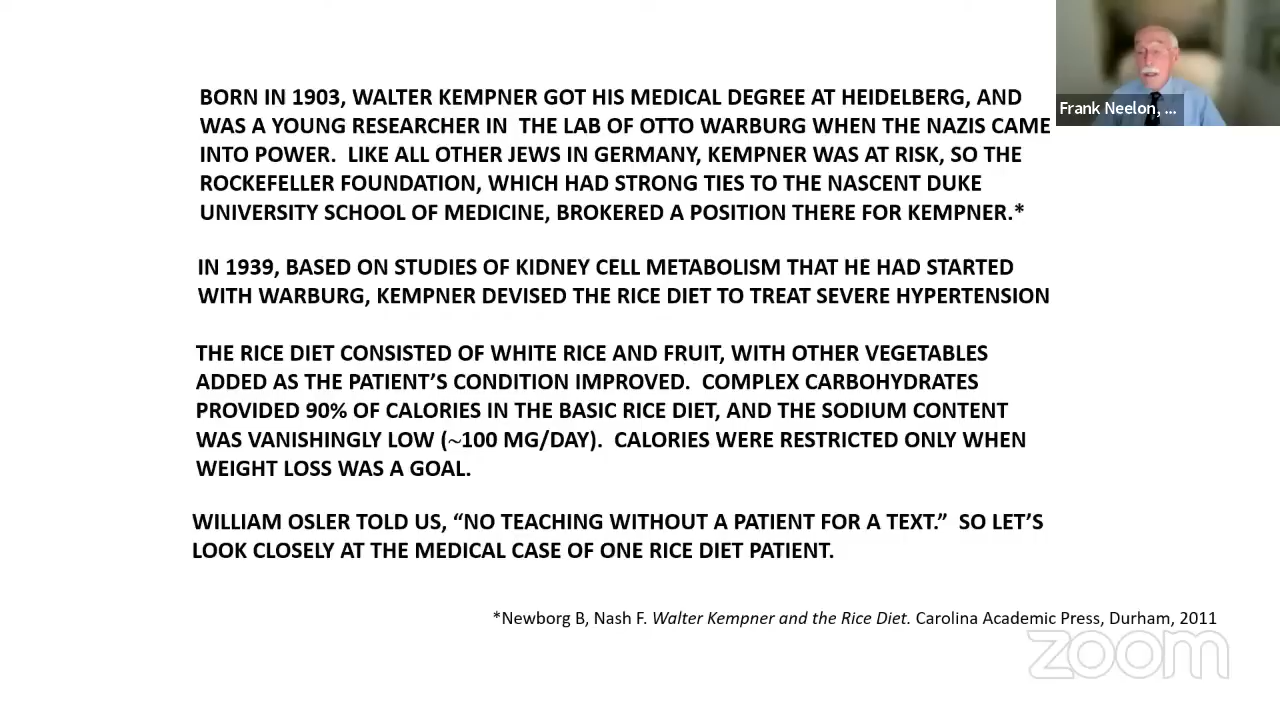 BORN IN 1903, WALTER KEMPNER GOT HIS MEDICAL DEGREE AT HEIDELBERG, AND
WAS A YOUNG RESEARCHER IN THE LAB OF OTTO WARBURG WHEN THE NAZIS CAME
INTO POWER. LIKE ALL OTHER JEWS IN GERMANY, KEMPNER WAS AT RISK, SO THE
ROCKEFELLER FOUNDATION, WHICH HAD STRONG TIES TO THE NASCENT DUKE
UNIVERSITY SCHOOL OF MEDICINE, BROKERED A POSITION THERE FOR KEMPNER.*
IN 1939, BASED ON STUDIES OF KIDNEY CELL METABOLISM THAT HE HAD STARTED
WITH WARBURG, KEMPNER DEVISED THE RICE DIET TO TREAT SEVERE HYPERTENSION
THE RICE DIET CONSISTED OF WHITE RICE AND FRUIT, WITH OTHER VEGETABLES
ADDED AS THE PATIENT'S CONDITION IMPROVED. COMPLEX CARBOHYDRATES
PROVIDED 90% OF CALORIES IN THE BASIC RICE DIET, AND THE SODIUM CONTENT
WAS VANISHINGLY LOW (~100 MG/DAY). CALORIES WERE RESTRICTED ONLY WHEN
WEIGHT LOSS WAS A GOAL.
WILLIAM OSLER TOLD US, “NO TEACHING WITHOUT A PATIENT FOR A TEXT.” SO LET'S
LOOK CLOSELY AT THE MEDICAL CASE OF ONE RICE DIET PATIENT.
*Newborg B, Nash F. Walter Kempner and the Rice Diet. Carolina Academic Press, Durham, 2011
Frank Neelon, ...
zoom